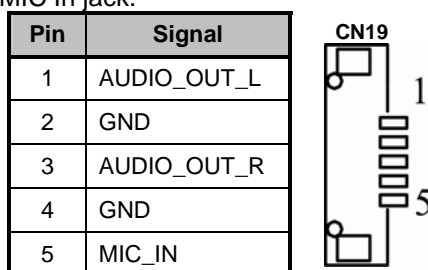 MIC In jack.
Pin Signal
1 AUDIO_OUT_L
2 GND
3 AUDIO_OUT_R
4 GND
5 MIC_IN
CN19
1
5